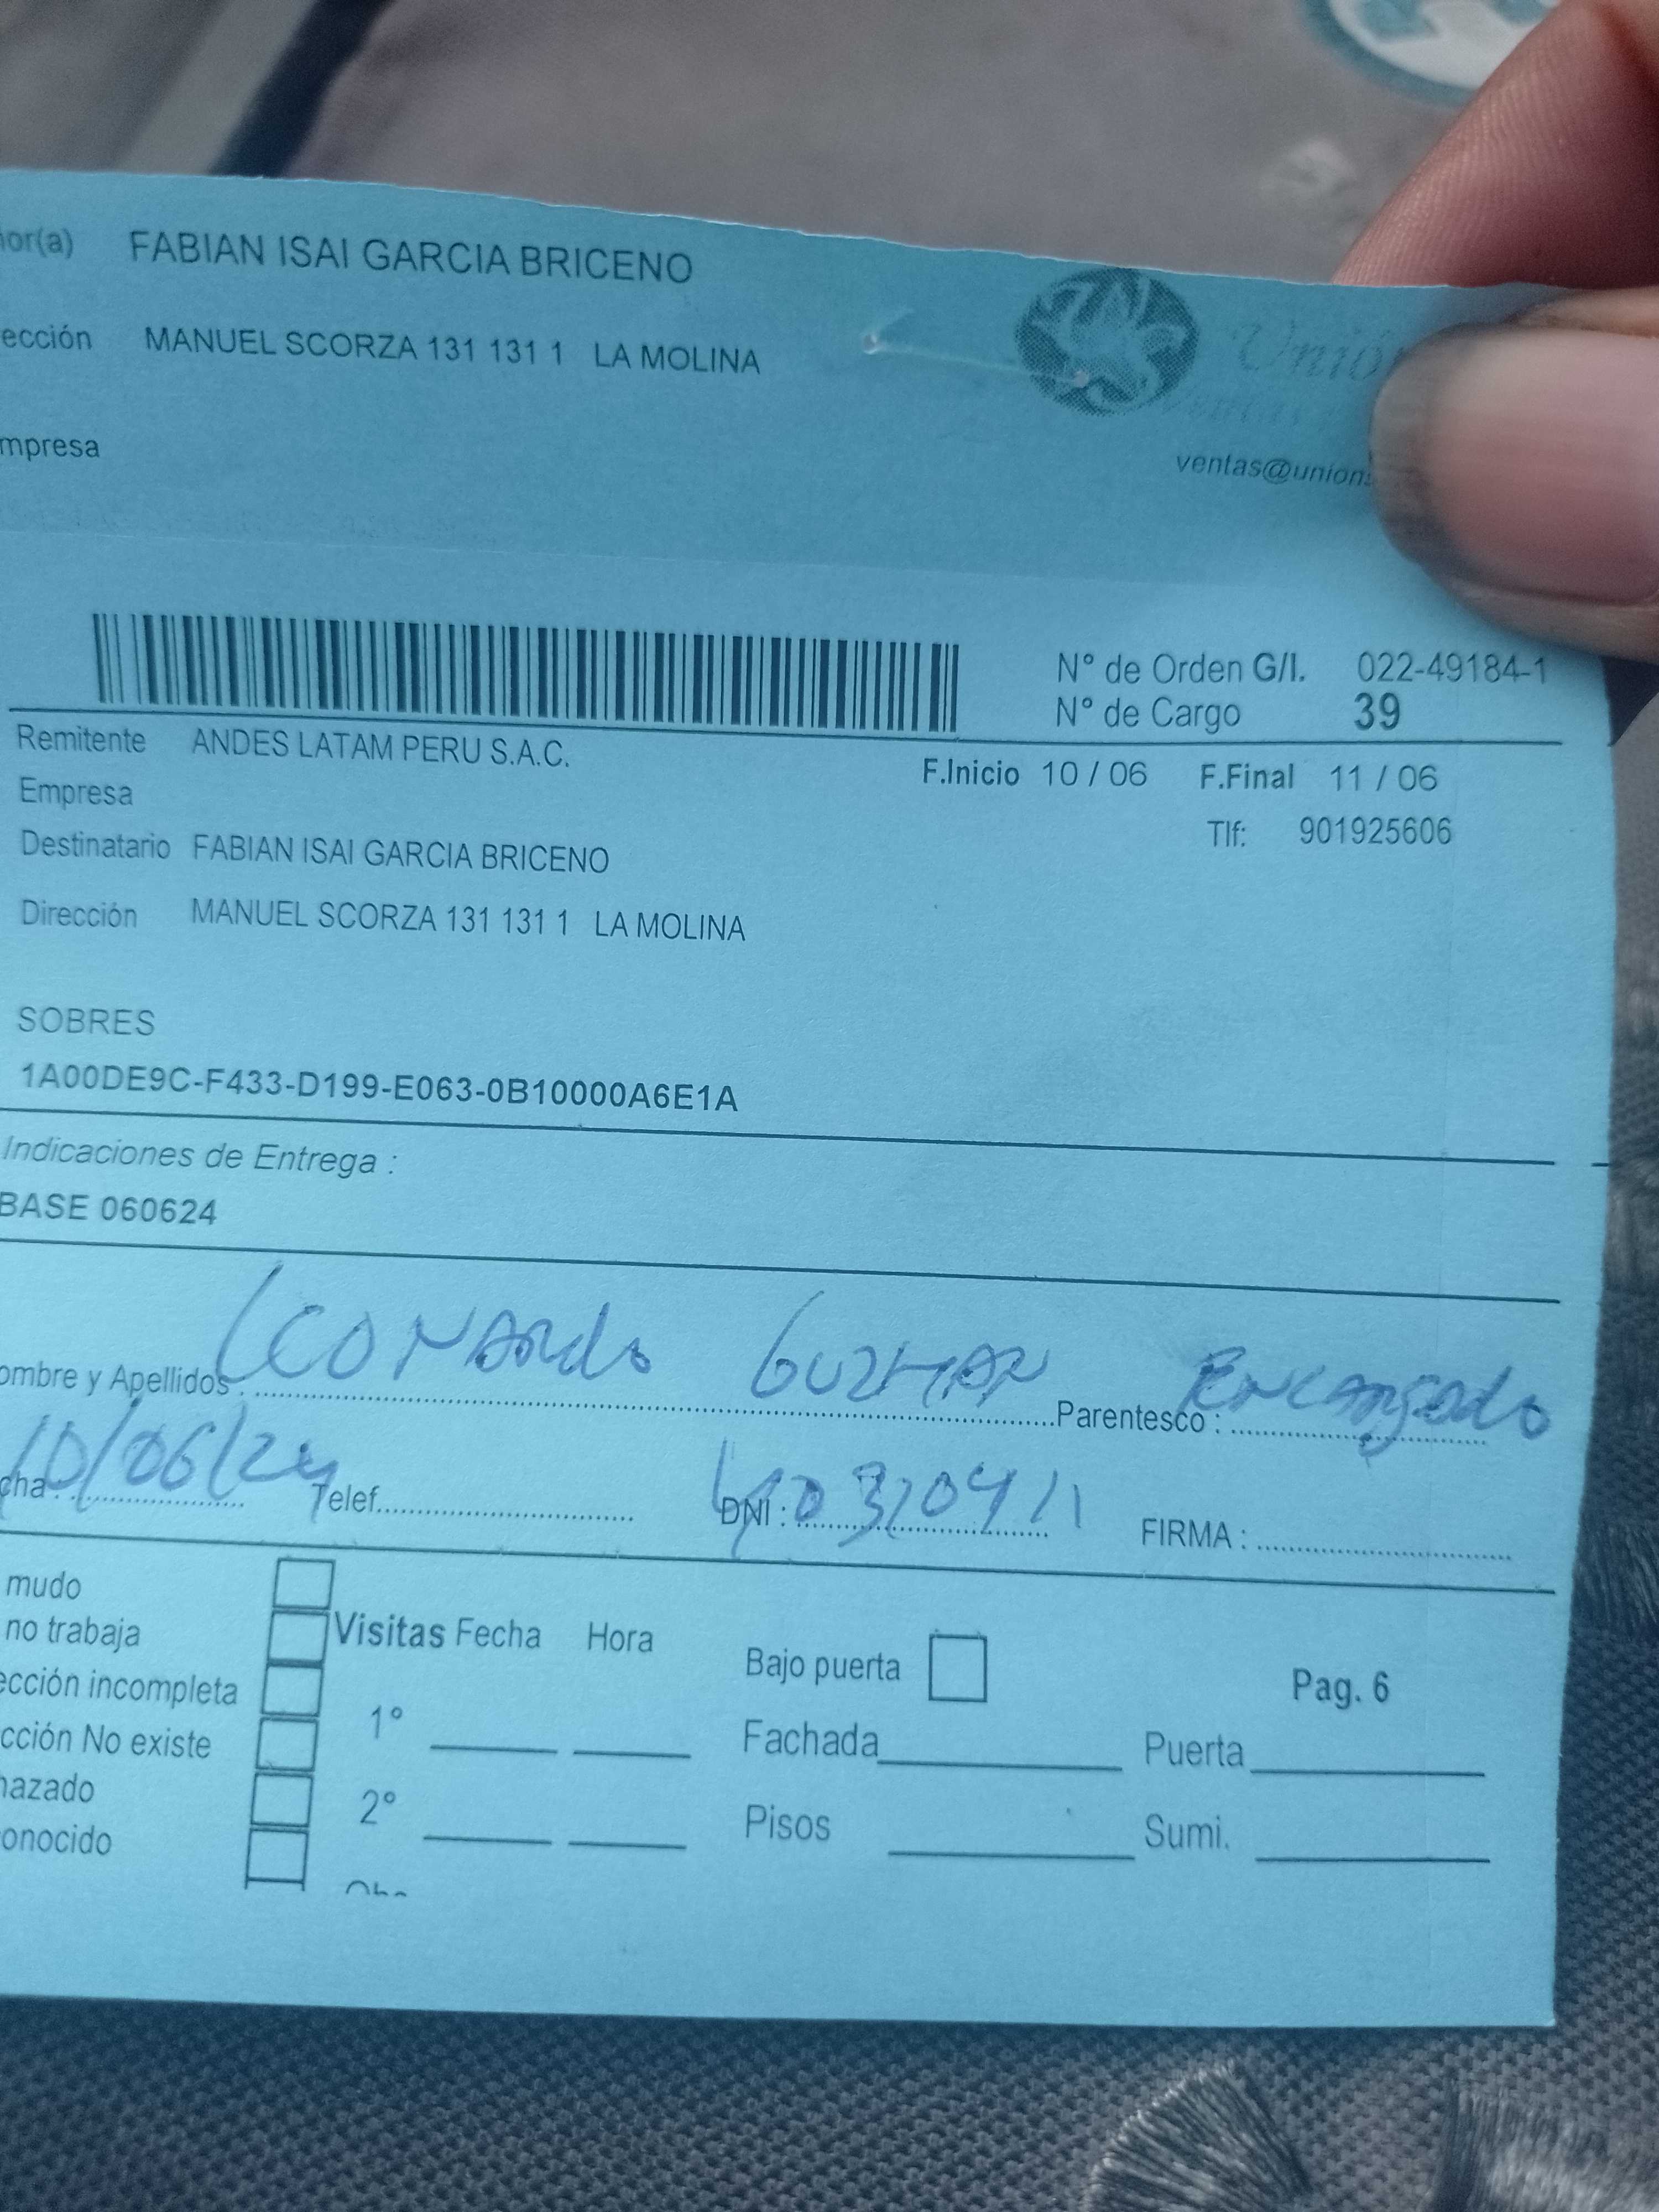 ñor(a) FABIAN ISAI GARCIA BRICENO
ección MANUEL SCORZA 131 131 1 LA MOLINA
Unió
mpresa
ventas@union
N° de Orden G/I. 022-49184-1
N° de Cargo 39
Remitente ANDES LATAM PERU S.A.C.
F.Inicio 10 / 06 F.Final 11 / 06
Empresa
Tlf: 901925606
Destinatario FABIAN ISAI GARCIA BRICENO
Dirección MANUEL SCORZA 131 131 1 LA MOLINA
SOBRES
1A00DE9C-F433-D199-E063-0B10000A6E1A
Indicaciones de Entrega :
BASE 060624
ombre y Apellidos : Leonardo GUZMAN Parentesco : Encargado
cha : 10/06/24 Telef. DNI : FIRMA :
mudo
no trabaja
Visitas Fecha Hora
Bajo puerta
ección incompleta
Pag. 6
1°
cción No existe
Fachada Puerta
hazado
2°
Pisos Sumi.
onocido